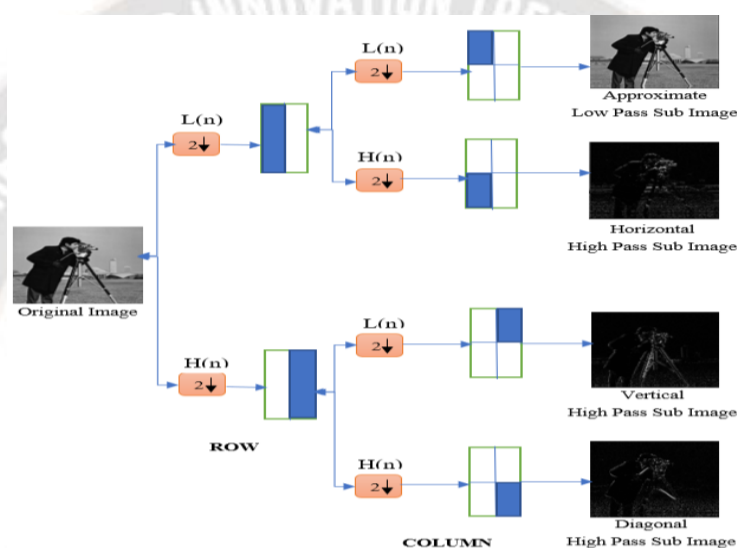 INNOVATION
L(n)
2↓
Approximate
Low Pass Sub Image
L(n)
2↓
H(n)
2↓
Horizontal
High Pass Sub Image
Original Image
L(n)
2↓
Vertical
High Pass Sub Image
H(n)
2↓
ROW
H(n)
2↓
Diagonal
High Pass Sub Image
COLUMN